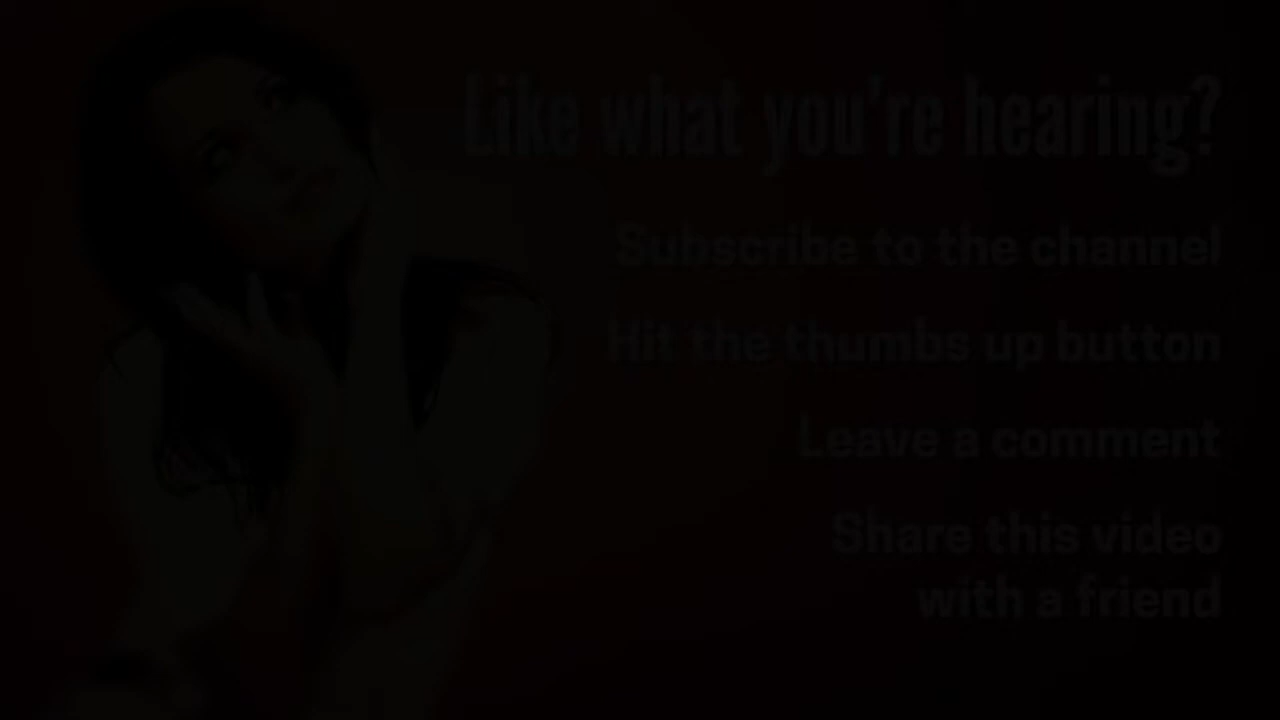 Like what you're hearing?
Subscribe to the channel
Hit the thumbs up button
Leave a comment
Share this video
with a friend